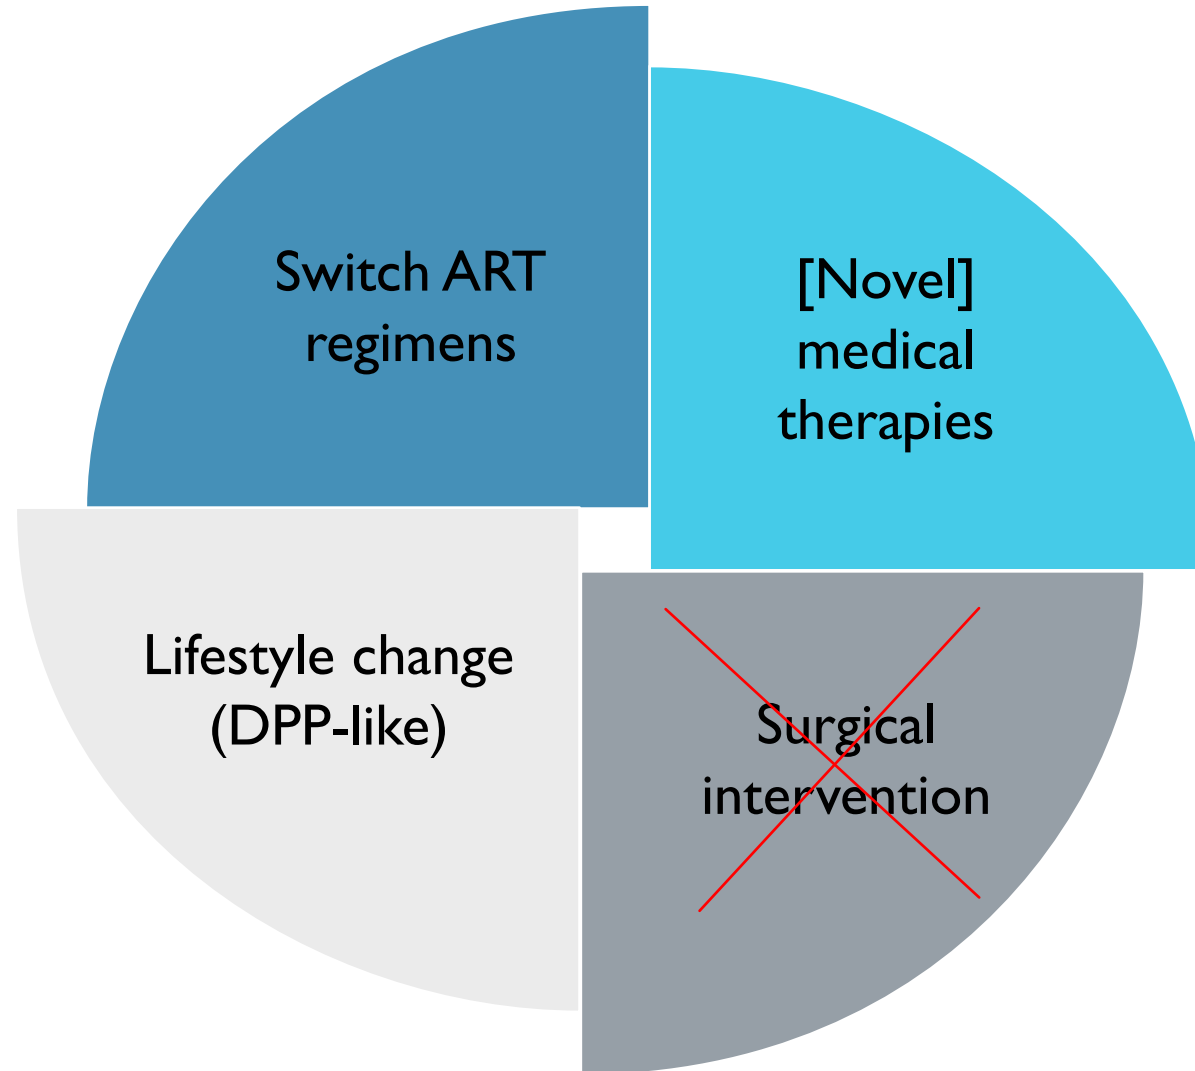 Switch ART
regimens
[Novel]
medical
therapies
Lifestyle change
(DPP-like)
Surgical
intervention